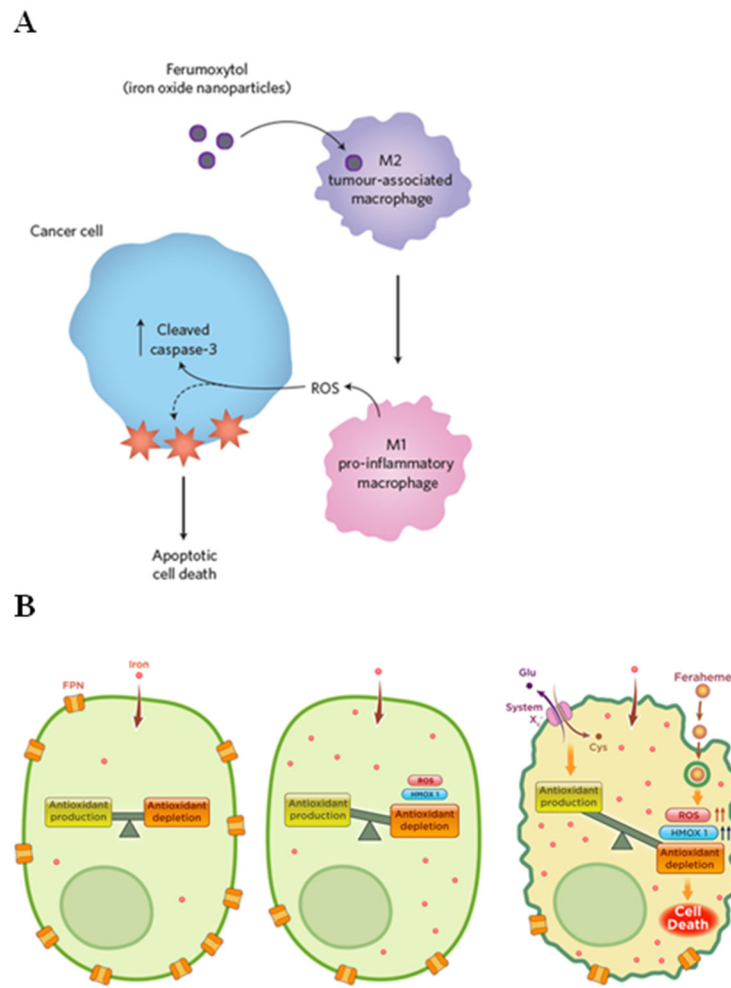 A
Ferumoxytol
(iron oxide nanoparticles)
M2
tumour-associated
macrophage
Cancer cell
Cleaved
caspase-3
ROS
M1
pro-inflammatory
macrophage
Apoptotic
cell death
B
FPN
Iron
Antioxidant
production
Antioxidant
depletion
ROS
HMOX 1
Antioxidant
production
Antioxidant
depletion
Glu
System
Xc-
Cys
Feraheme
Antioxidant
production
ROS
HMOX 1
Antioxidant
depletion
Cell
Death